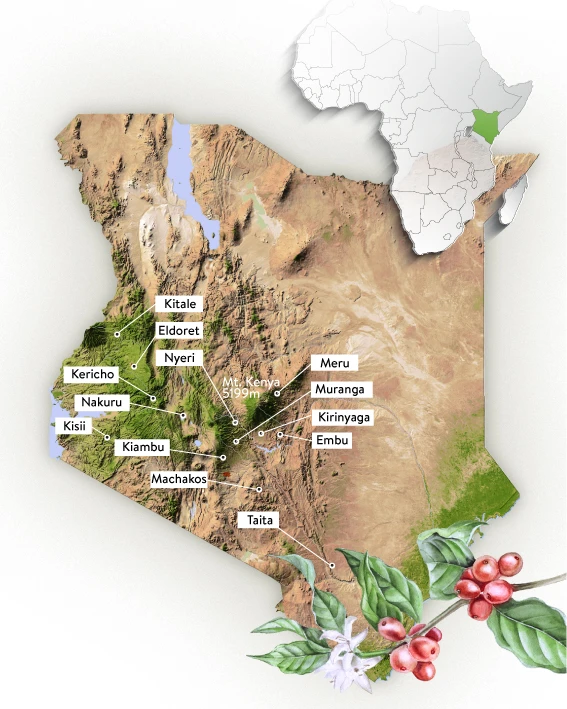 Kitale
Eldoret
Nyeri
Mt. Kenya
5199m
Meru
Kericho
Muranga
Nakuru
Kirinyaga
Kisii
Embu
Kiambu
Machakos
Taita